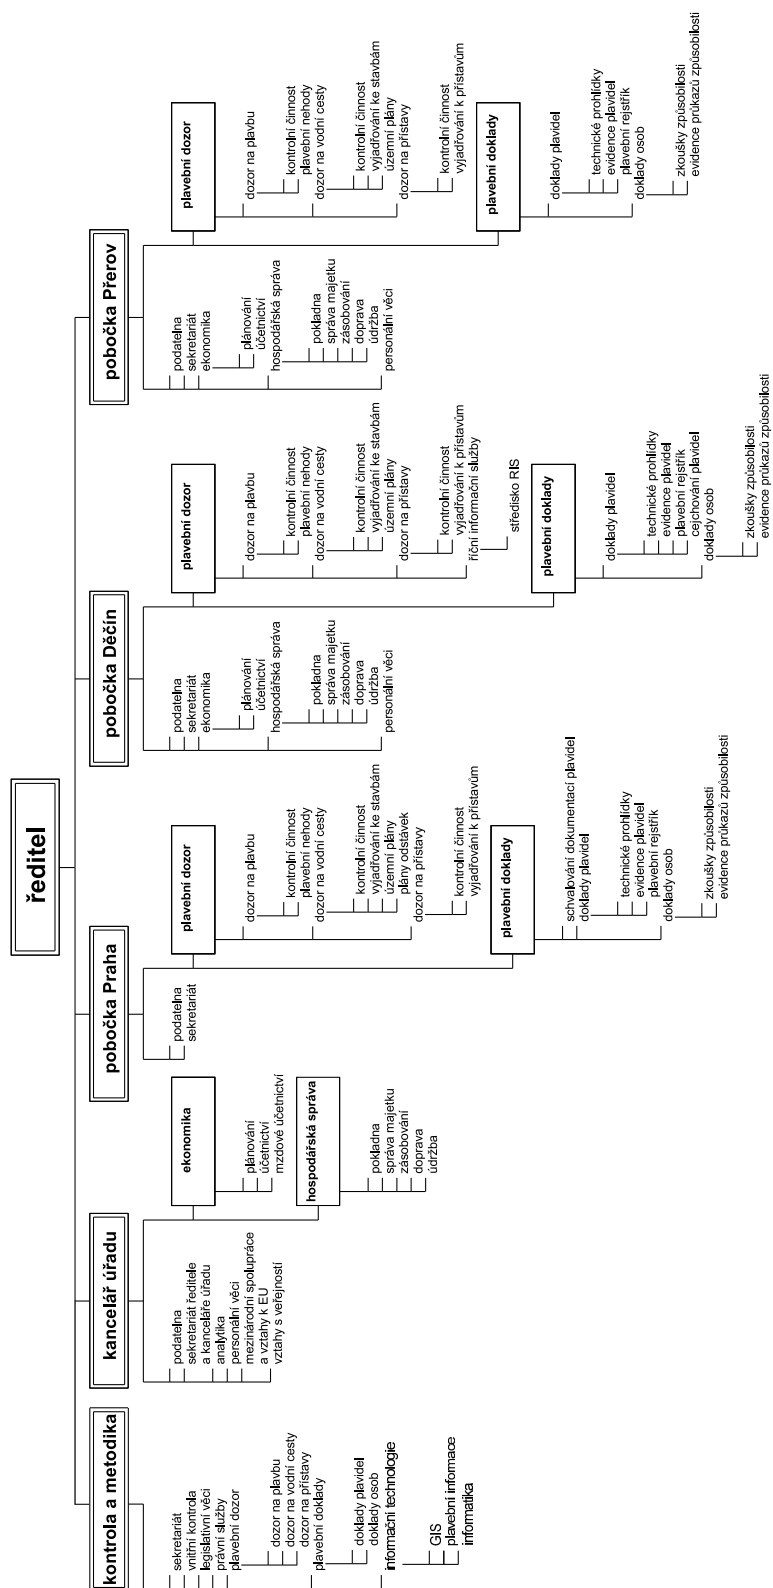 ředitel
kontrola a metodika
sekretariát
vnitřní kontrola
legislativní věci
právní služby
plavební dozor
dozor na plavbu
dozor na vodní cesty
dozor na přístavy
plavební doklady
doklady plavidel
doklady osob
informační technologie
GIS
plavební informace
informatika
kancelář úřadu
podatelna
sekretariát ředitele
a kanceláře úřadu
analytika
personální věci
mezinárodní spolupráce
a vztahy k EU
vztahy s veřejností
ekonomika
plánování
účetnictví
mzdové účetnictví
hospodářská správa
pokladna
správa majetku
zásobování
doprava
údržba
pobočka Praha
podatelna
sekretariát
plavební dozor
dozor na plavbu
kontrolní činnost
plavební nehody
dozor na vodní cesty
kontrolní činnost
vyjadřování ke stavbám
územní plány
plány odstávek
dozor na přístavy
kontrolní činnost
vyjadřování k přístavům
plavební doklady
schvalování dokumentací plavidel
doklady plavidel
technické prohlídky
evidence plavidel
plavební rejstřík
doklady osob
zkoušky způsobilosti
evidence průkazů způsobilosti
pobočka Děčín
podatelna
sekretariát
ekonomika
plánování
účetnictví
hospodářská správa
pokladna
správa majetku
zásobování
doprava
údržba
personální věci
plavební dozor
dozor na plavbu
kontrolní činnost
plavební nehody
dozor na vodní cesty
kontrolní činnost
vyjadřování ke stavbám
územní plány
dozor na přístavy
kontrolní činnost
vyjadřování k přístavům
říční informační služby
středisko RIS
plavební doklady
doklady plavidel
technické prohlídky
evidence plavidel
plavební rejstřík
cejchování plavidel
doklady osob
zkoušky způsobilosti
evidence průkazů způsobilosti
pobočka Přerov
podatelna
sekretariát
ekonomika
plánování
účetnictví
hospodářská správa
pokladna
správa majetku
zásobování
doprava
údržba
personální věci
plavební dozor
dozor na plavbu
kontrolní činnost
plavební nehody
dozor na vodní cesty
kontrolní činnost
vyjadřování ke stavbám
územní plány
dozor na přístavy
kontrolní činnost
vyjadřování k přístavům
plavební doklady
doklady plavidel
technické prohlídky
evidence plavidel
plavební rejstřík
doklady osob
zkoušky způsobilosti
evidence průkazů způsobilosti